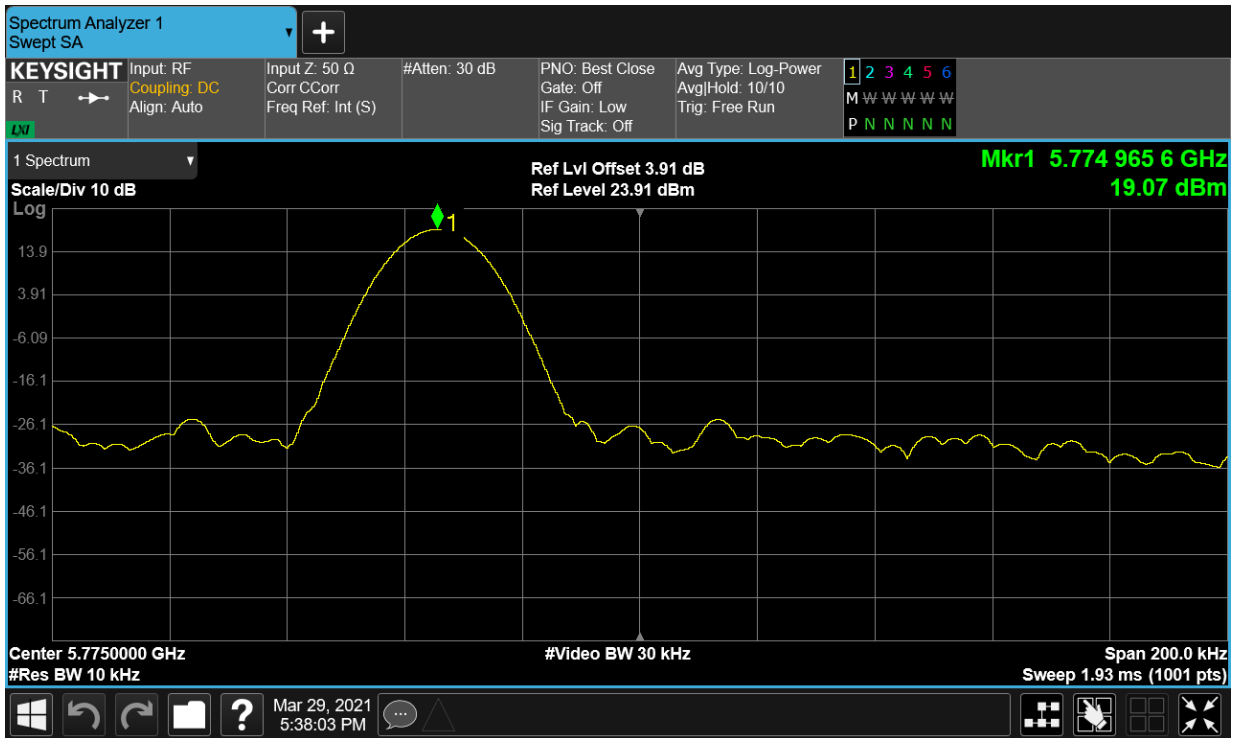 Spectrum Analyzer 1
Swept SA
+
KEYSIGHT
R T
LXI
Input: RF
Coupling: DC
Align: Auto
Input Z: 50 Ω
Corr CCorr
Freq Ref: Int (S)
#Atten: 30 dB
PNO: Best Close
Gate: Off
IF Gain: Low
Sig Track: Off
Avg Type: Log-Power
Avg|Hold: 10/10
Trig: Free Run
1 2 3 4 5 6
M W W W W W
P N N N N N
1 Spectrum
Scale/Div 10 dB
Log
Ref Lvl Offset 3.91 dB
Ref Level 23.91 dBm
Mkr1 5.774 965 6 GHz
19.07 dBm
1
13.9
3.91
-6.09
-16.1
-26.1
-36.1
-46.1
-56.1
-66.1
Center 5.7750000 GHz
#Res BW 10 kHz
#Video BW 30 kHz
Span 200.0 kHz
Sweep 1.93 ms (1001 pts)
?
Mar 29, 2021
5:38:03 PM